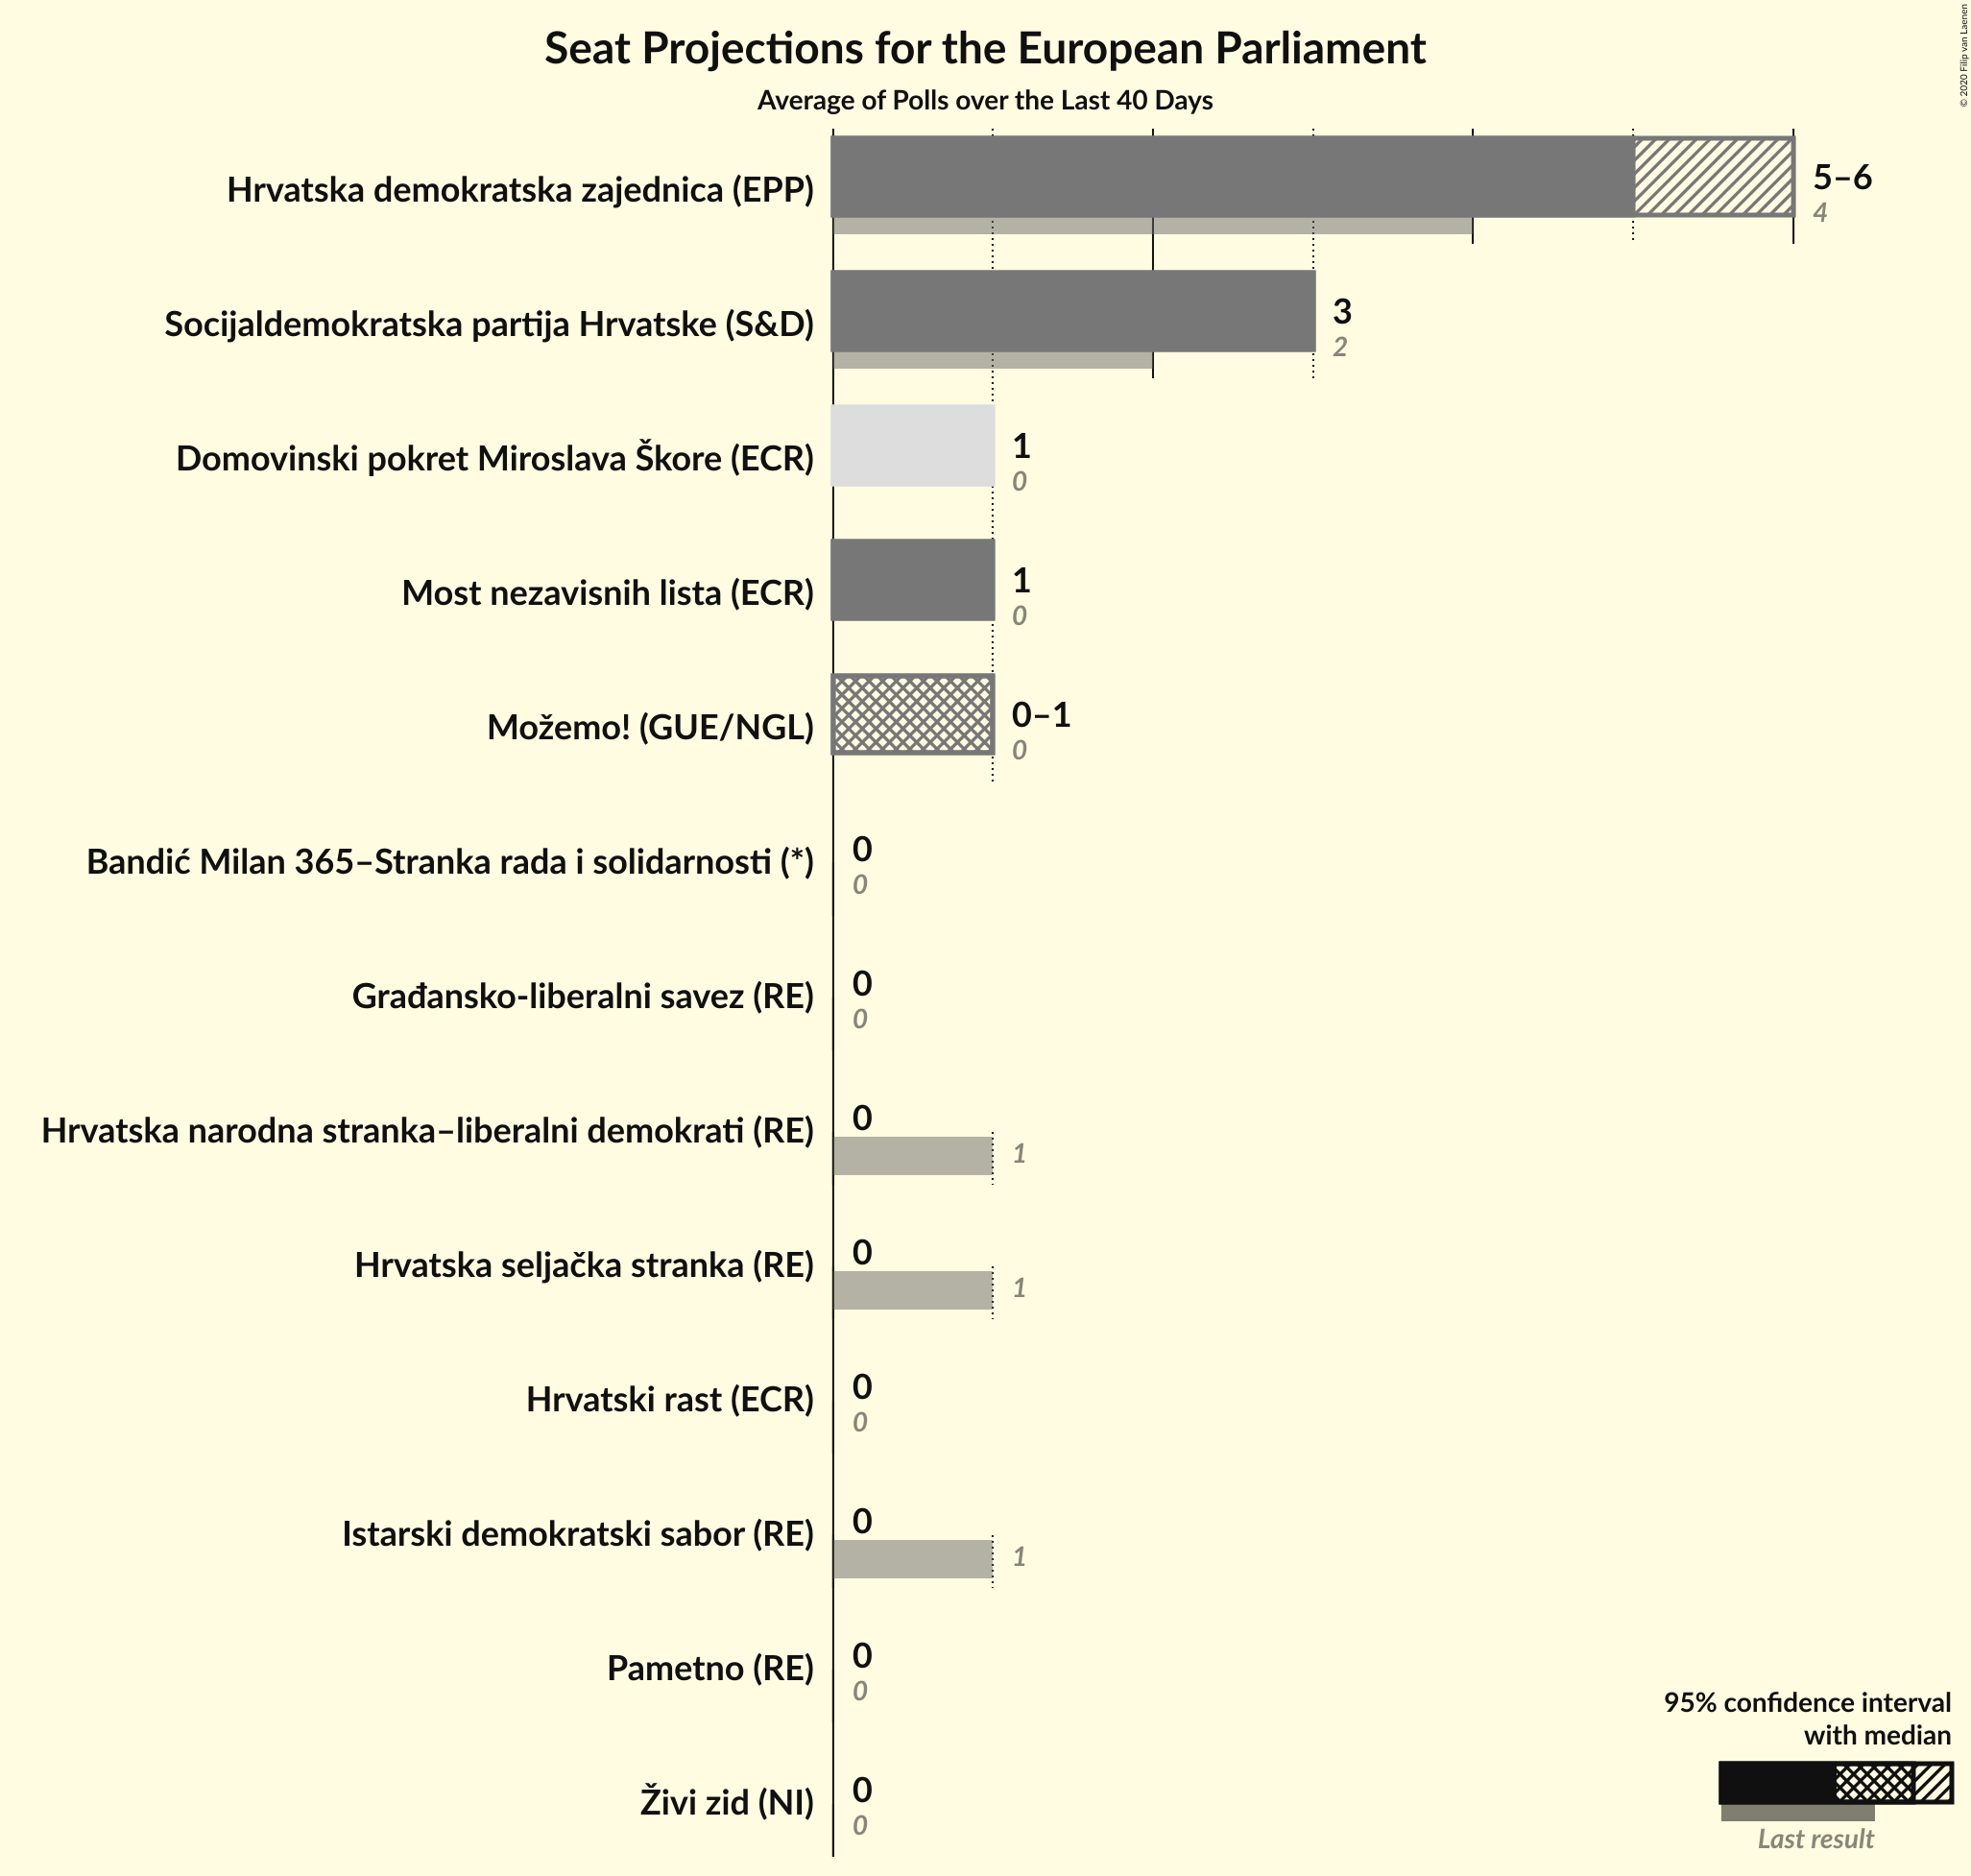 Seat Projections for the European Parliament
Average of Polls over the Last 40 Days
© 2020 Filip van Laenen
Hrvatska demokratska zajednica (EPP)
5–6
4
Socijaldemokratska partija Hrvatske (S&D)
3
2
Domovinski pokret Miroslava Škore (ECR)
1
0
Most nezavisnih lista (ECR)
1
0
Možemo! (GUE/NGL)
0–1
0
Bandić Milan 365–Stranka rada i solidarnosti (*)
0
0
Građansko-liberalni savez (RE)
0
0
Hrvatska narodna stranka–liberalni demokrati (RE)
0
1
Hrvatska seljačka stranka (RE)
0
1
Hrvatski rast (ECR)
0
0
Istarski demokratski sabor (RE)
0
1
Pametno (RE)
0
0
Živi zid (NI)
0
0
95% confidence interval
with median
Last result